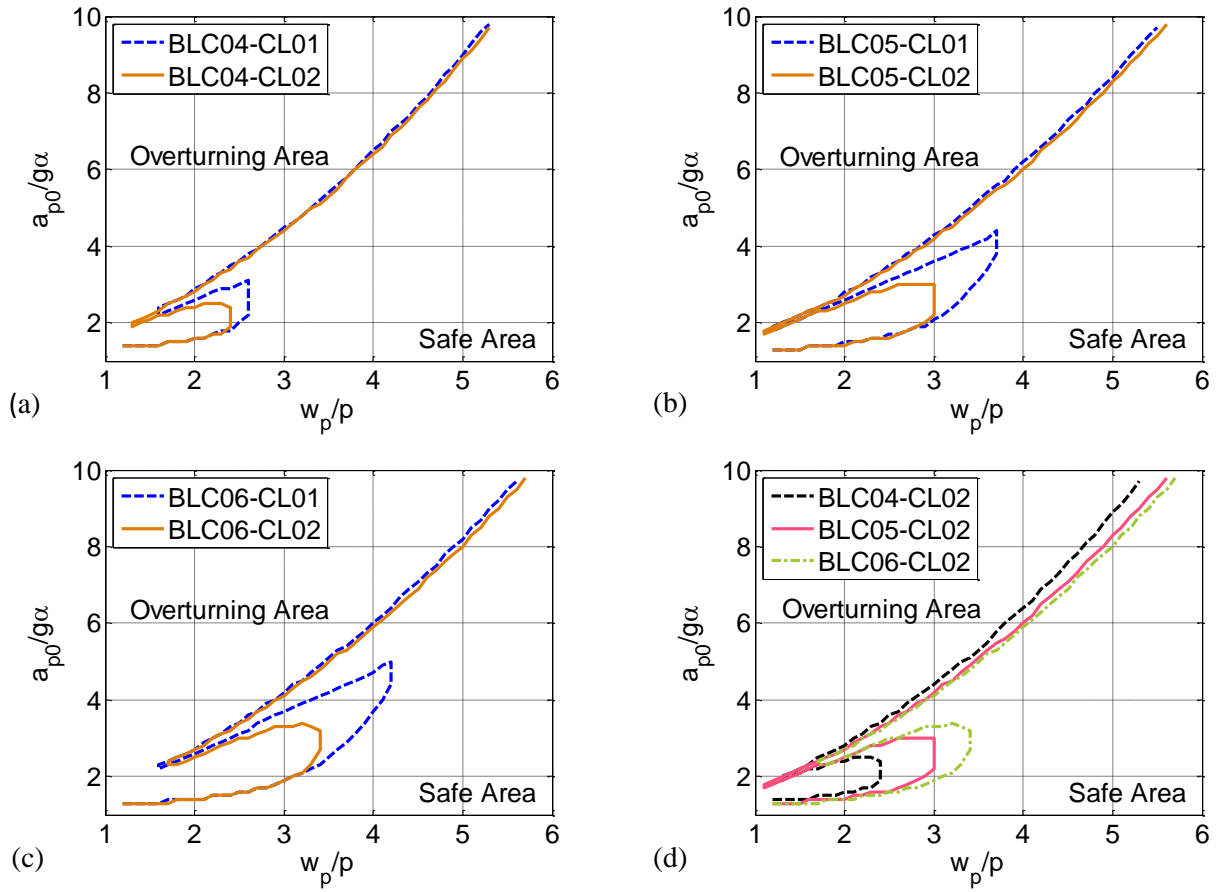 10
8
6
4
2
a_p0/gα
BLC04-CL01
BLC04-CL02
Overturning Area
Safe Area
1 2 3 4 5 6
w_p/p
(a)
10
8
6
4
2
a_p0/gα
BLC05-CL01
BLC05-CL02
Overturning Area
Safe Area
1 2 3 4 5 6
w_p/p
(b)
10
8
6
4
2
a_p0/gα
BLC06-CL01
BLC06-CL02
Overturning Area
Safe Area
1 2 3 4 5 6
w_p/p
(c)
10
8
6
4
2
a_p0/gα
BLC04-CL02
BLC05-CL02
BLC06-CL02
Overturning Area
Safe Area
1 2 3 4 5 6
w_p/p
(d)